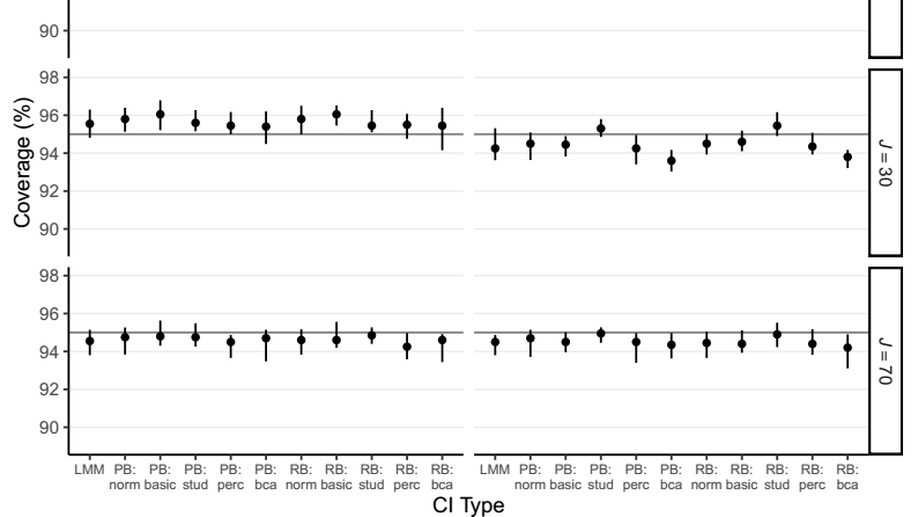 90
98
96
94
92
90
J = 30
98
96
94
92
90
J = 70
Coverage (%)
LMM PB: PB: PB: PB: PB: RB: RB: RB: RB: RB: LMM PB: PB: PB: PB: PB: RB: RB: RB: RB: RB:
norm basic stud perc bca norm basic stud perc bca norm basic stud perc bca norm basic stud perc bca
CI Type